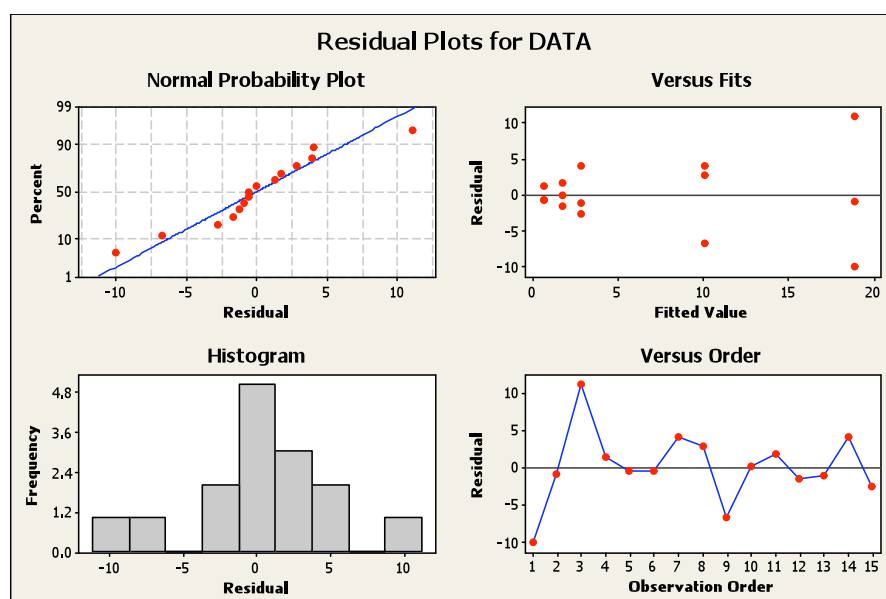 Residual Plots for DATA
Normal Probability Plot
99
90
50
10
1
Percent
-10 -5 0 5 10
Residual
Versus Fits
10
5
0
-5
-10
Residual
0 5 10 15 20
Fitted Value
Histogram
4.8
3.6
2.4
1.2
0.0
Frequency
-10 -5 0 5 10
Residual
Versus Order
10
5
0
-5
-10
Residual
1 2 3 4 5 6 7 8 9 10 11 12 13 14 15
Observation Order